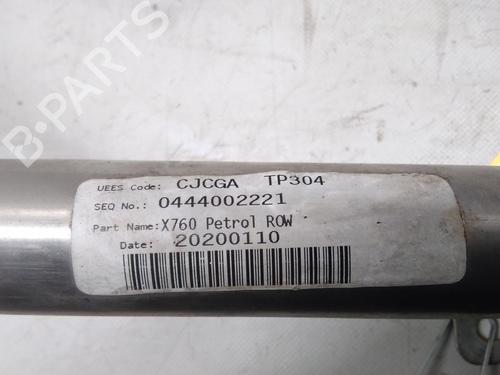 B-PARTS
UEES Code: CJCGA TP304
SEQ No.: 0444002221
Part Name:X760 Petrol ROW
Date: 20200110